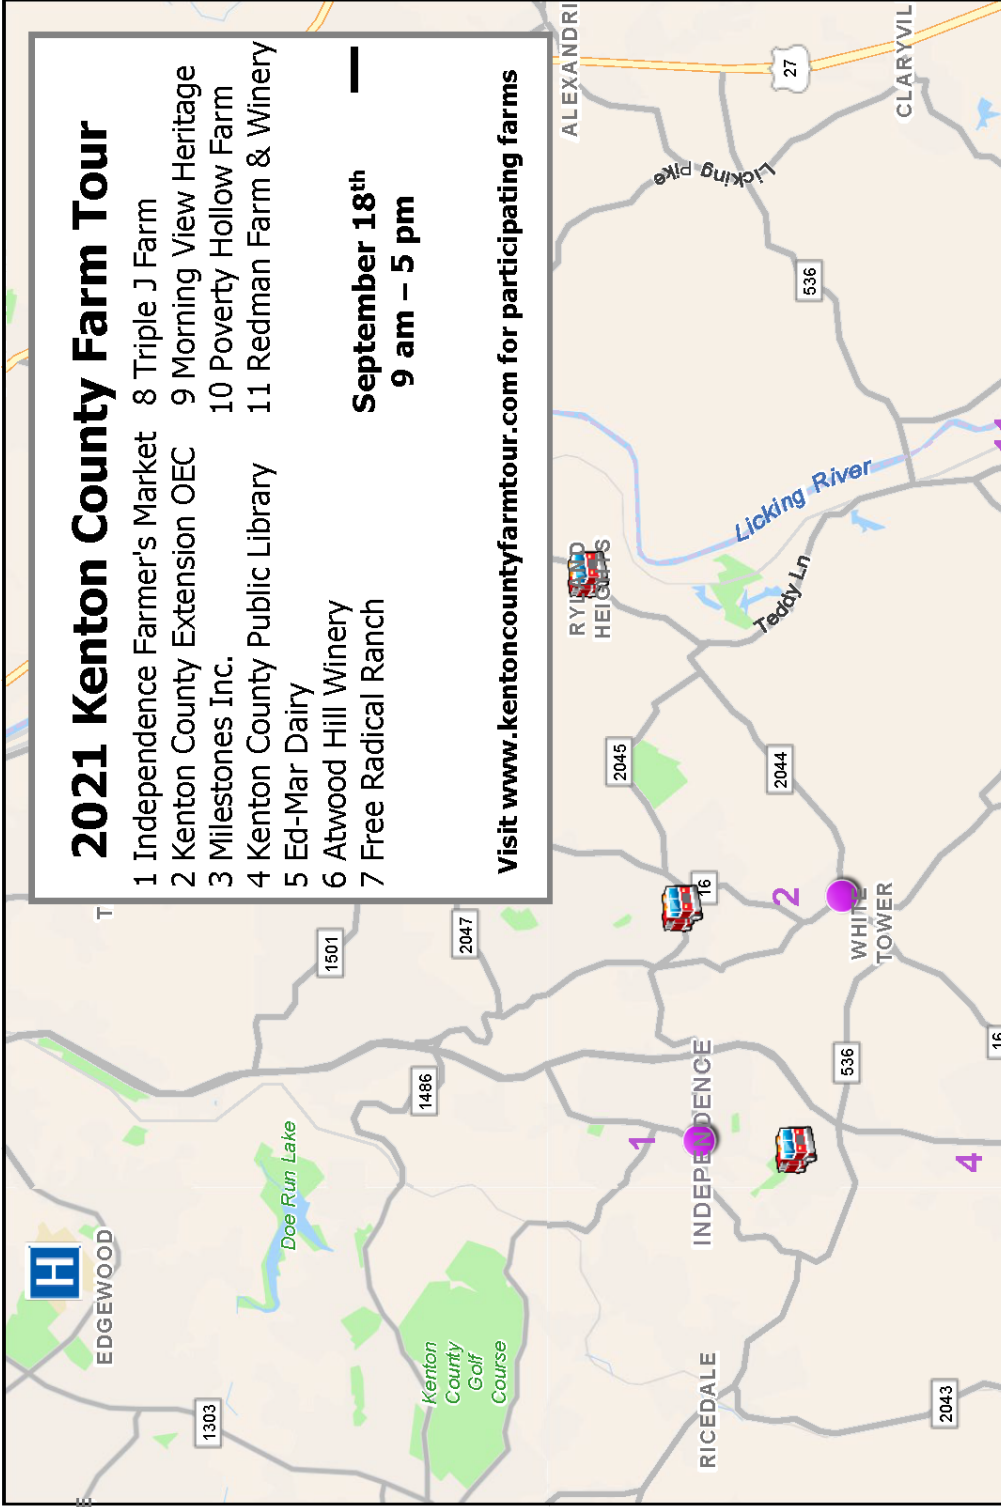 2021 Kenton County Farm Tour
1 Independence Farmer's Market
2 Kenton County Extension OEC
3 Milestones Inc.
4 Kenton County Public Library
5 Ed-Mar Dairy
6 Atwood Hill Winery
7 Free Radical Ranch
8 Triple J Farm
9 Morning View Heritage
10 Poverty Hollow Farm
11 Redman Farm & Winery
September 18th —
9 am – 5 pm
Visit www.kentoncountyfarmtour.com for participating farms
H
EDGEWOOD
1303
Doe Run Lake
1501
2047
1486
Kenton
County
Golf
Course
T
ALEXANDRI
27
CLARYVIL
Licking Pike
536
Licking River
RYLAND
HEIGHTS
Teddy Ln
2045
2044
16
2
WHITE
TOWER
1
INDEPENDENCE
536
16
4
RICEDALE
2043
11
E